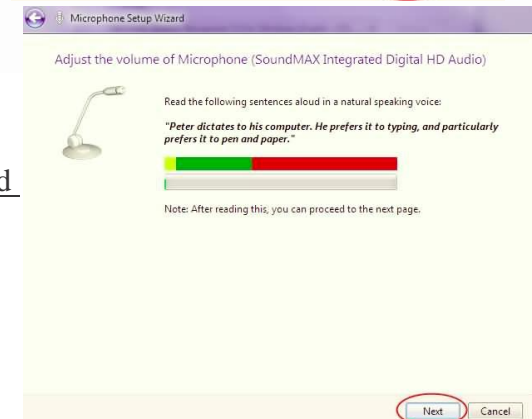 Microphone Setup Wizard
Adjust the volume of Microphone (SoundMAX Integrated Digital HD Audio)
Read the following sentences aloud in a natural speaking voice:
"Peter dictates to his computer. He prefers it to typing, and particularly
prefers it to pen and paper."
d
Note: After reading this, you can proceed to the next page.
Next Cancel